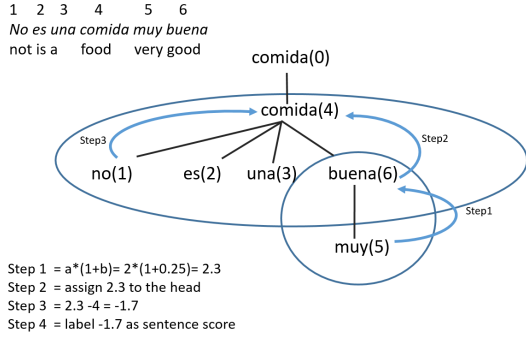 1 2 3 4 5 6
No es una comida muy buena
not is a food very good
comida(0)
comida(4)
Step3
Step2
no(1) es(2) una(3) buena(6)
Step1
muy(5)
Step 1 = a*(1+b)= 2*(1+0.25)= 2.3
Step 2 = assign 2.3 to the head
Step 3 = 2.3 -4 = -1.7
Step 4 = label -1.7 as sentence score